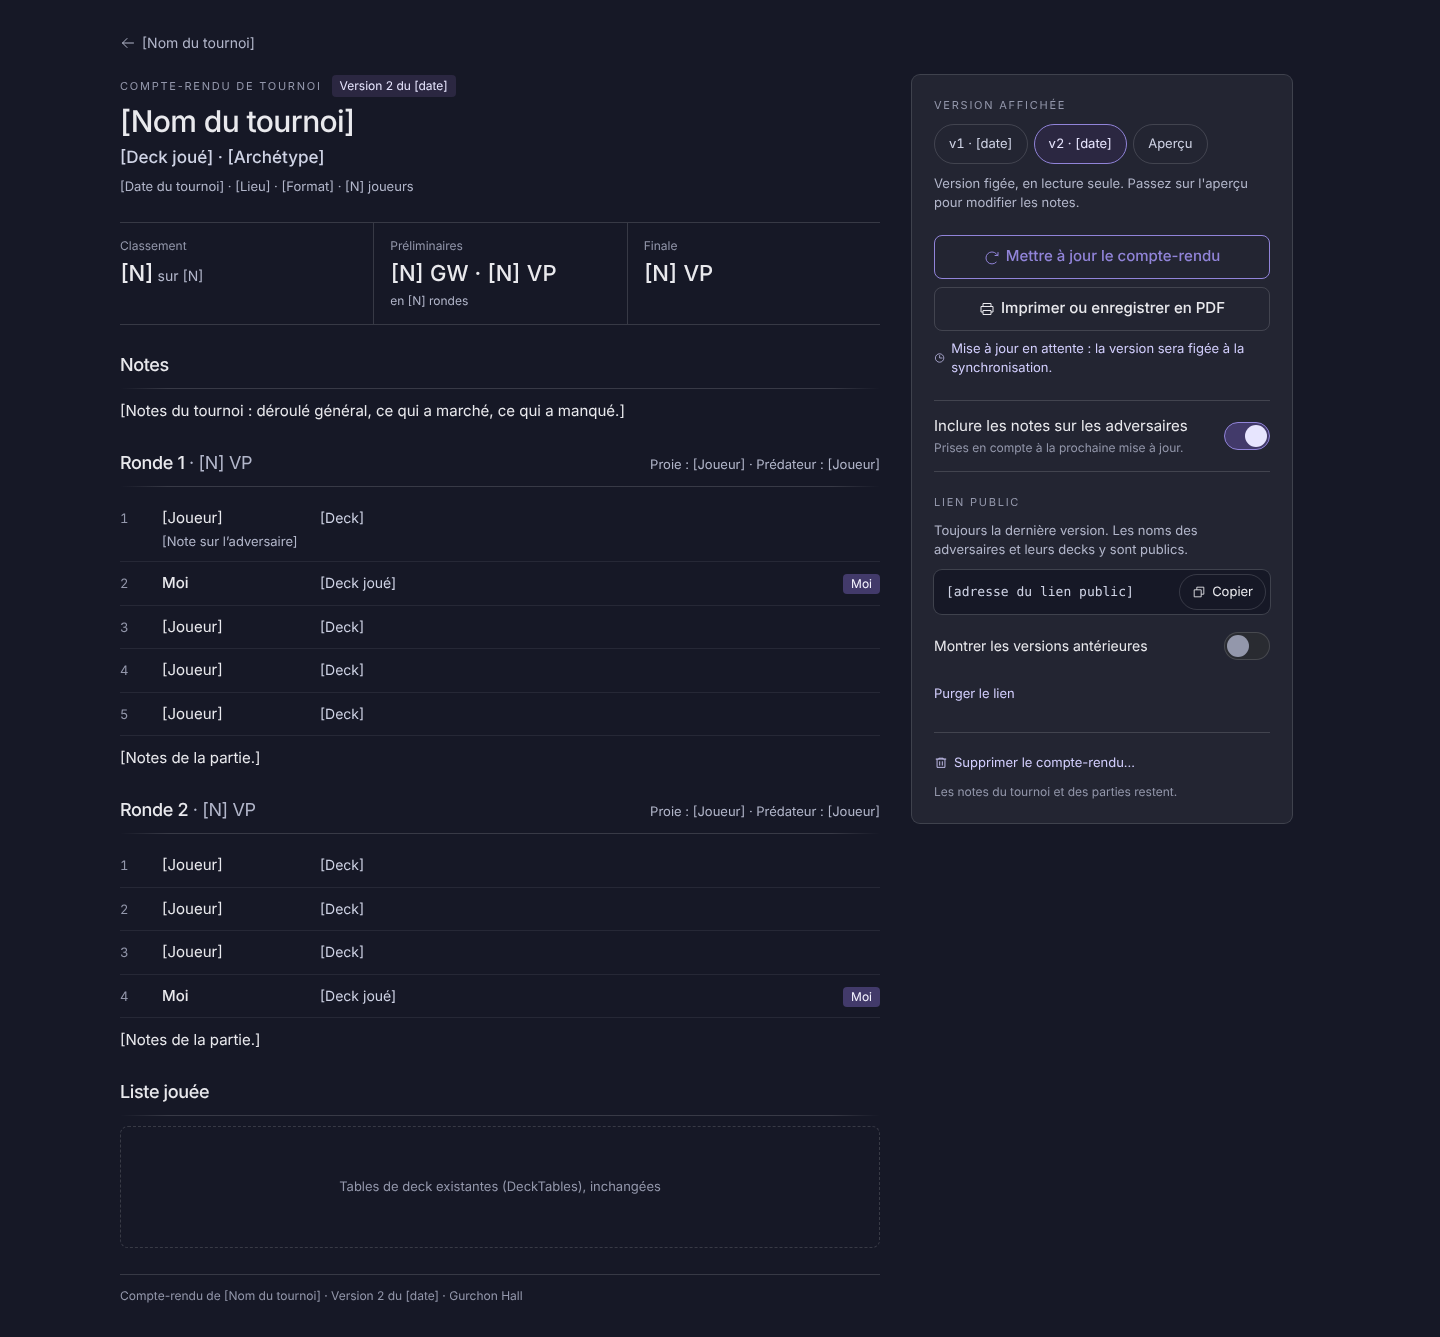 [Nom du tournoi]
COMPTE-RENDU DE TOURNOI Version 2 du [date]
[Nom du tournoi]
[Deck joué] · [Archétype]
[Date du tournoi] · [Lieu] · [Format] · [N] joueurs
Classement
[N] sur [N]
Préliminaires
[N] GW · [N] VP
en [N] rondes
Finale
[N] VP
Notes
[Notes du tournoi : déroulé général, ce qui a marché, ce qui a manqué.]
Ronde 1 · [N] VP Proie : [Joueur] · Prédateur : [Joueur]
1 [Joueur] [Deck]
[Note sur l’adversaire]
2 Moi [Deck joué] Moi
3 [Joueur] [Deck]
4 [Joueur] [Deck]
5 [Joueur] [Deck]
[Notes de la partie.]
Ronde 2 · [N] VP Proie : [Joueur] · Prédateur : [Joueur]
1 [Joueur] [Deck]
2 [Joueur] [Deck]
3 [Joueur] [Deck]
4 Moi [Deck joué] Moi
[Notes de la partie.]
Liste jouée
Tables de deck existantes (DeckTables), inchangées
Compte-rendu de [Nom du tournoi] · Version 2 du [date] · Gurchon Hall
VERSION AFFICHÉE
v1 · [date] v2 · [date] Aperçu
Version figée, en lecture seule. Passez sur l'aperçu
pour modifier les notes.
Mettre à jour le compte-rendu
Imprimer ou enregistrer en PDF
Mise à jour en attente : la version sera figée à la
synchronisation.
Inclure les notes sur les adversaires
Prises en compte à la prochaine mise à jour.
LIEN PUBLIC
Toujours la dernière version. Les noms des
adversaires et leurs decks y sont publics.
[adresse du lien public] Copier
Montrer les versions antérieures
Purger le lien
Supprimer le compte-rendu...
Les notes du tournoi et des parties restent.